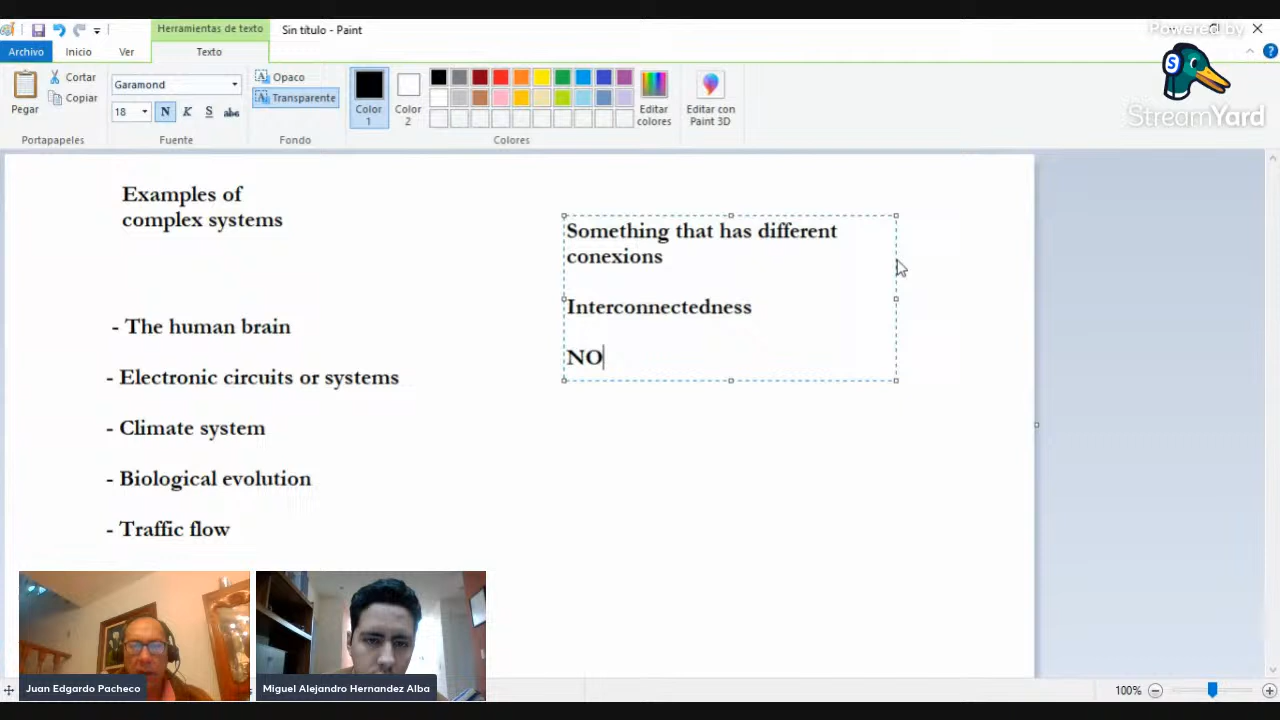 Herramientas de texto
Sin título - Paint
Powered by
Archivo
Inicio
Ver
Texto
Pegar
Cortar
Copiar
Portapapeles
Garamond
18
N
K
S
abc
Fuente
Opaco
Transparente
Fondo
Color
1
Color
2
Colores
Editar
colores
Editar con
Paint 3D
S
StreamYard
Examples of
complex systems
- The human brain
- Electronic circuits or systems
- Climate system
- Biological evolution
- Traffic flow
Something that has different
conexions
Interconnectedness
NO
Juan Edgardo Pacheco
Miguel Alejandro Hernandez Alba
100%